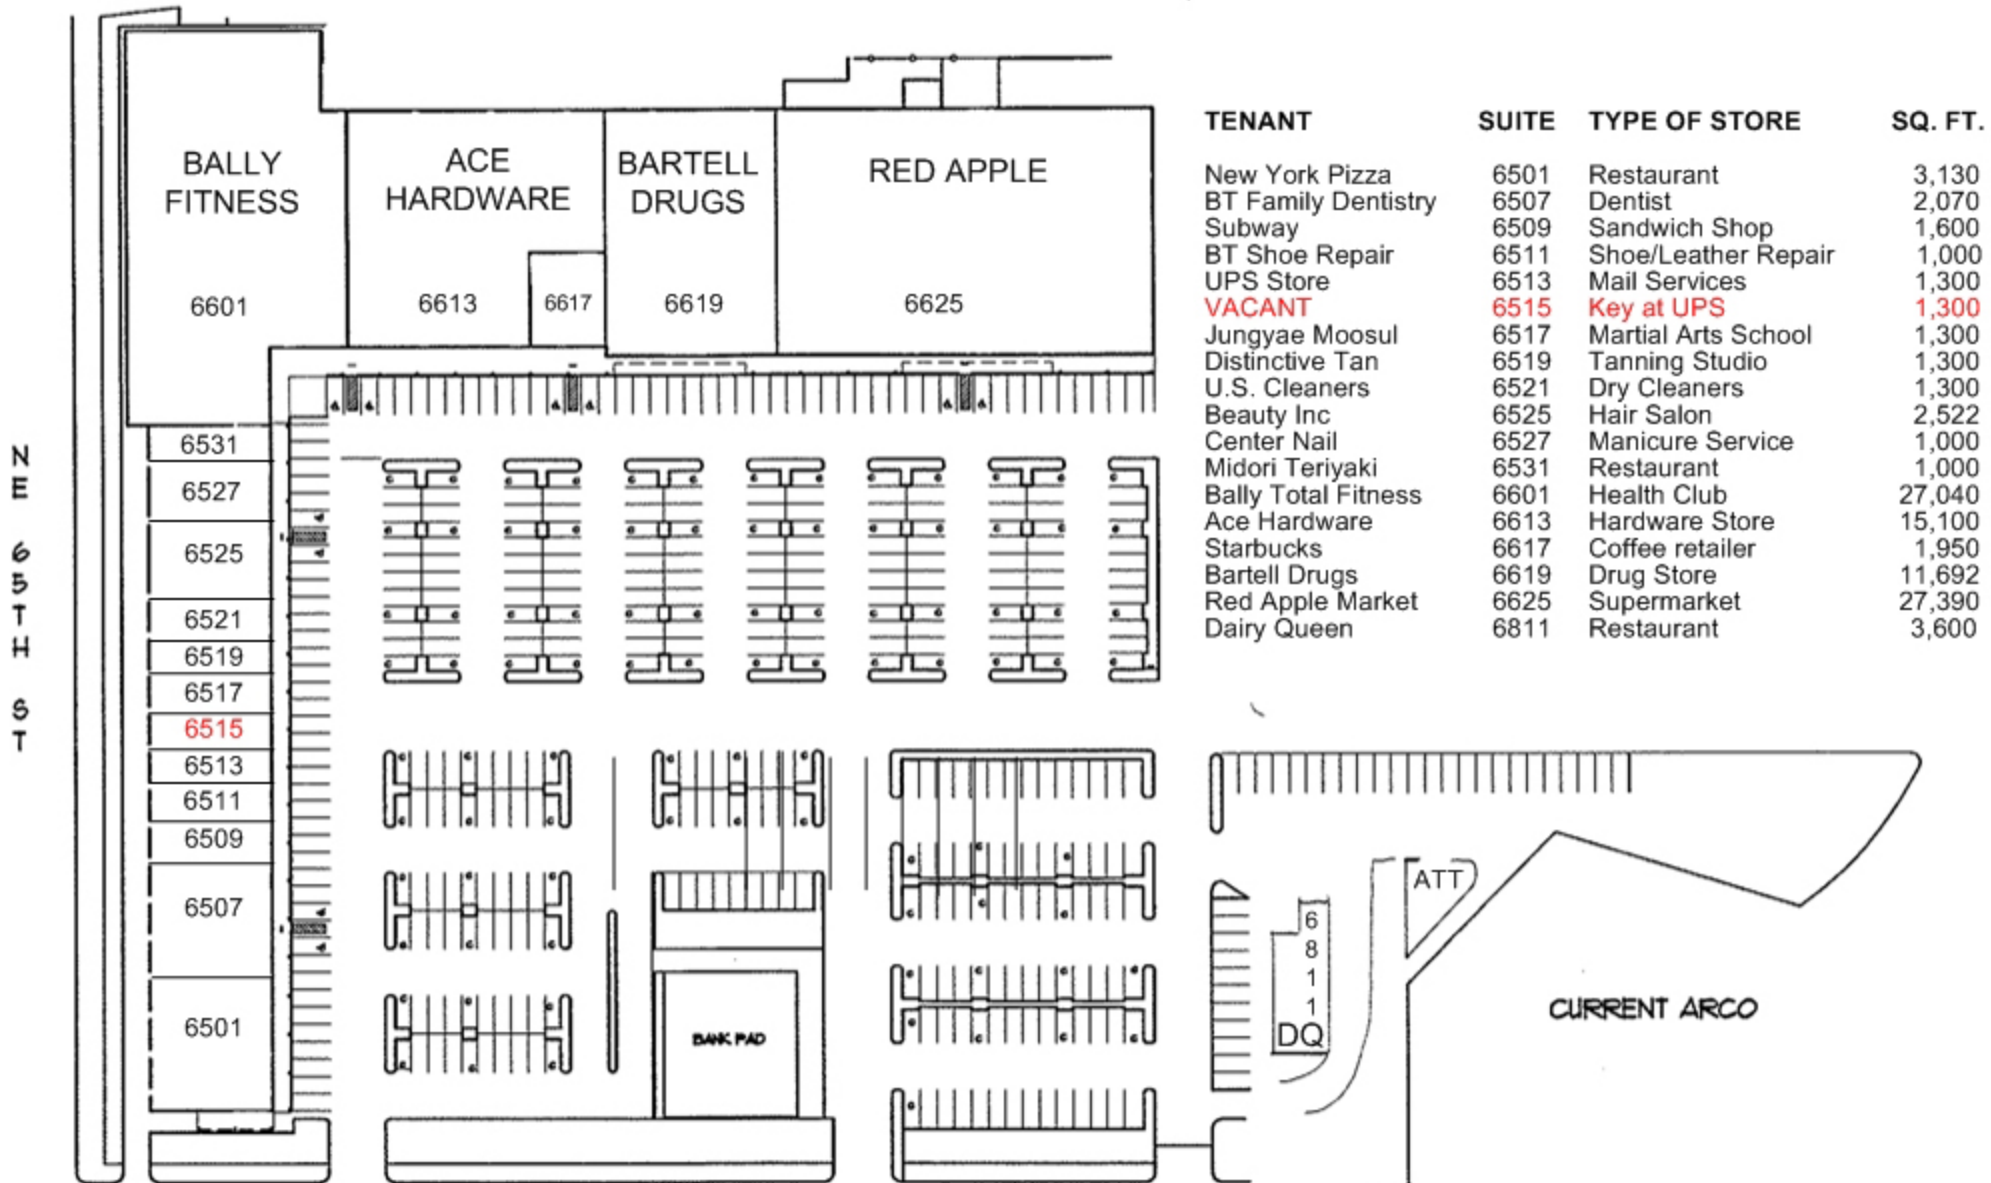 BALLY
FITNESS
6601
ACE
HARDWARE
6613
6617
BARTELL
DRUGS
6619
RED APPLE
6625
TENANT SUITE TYPE OF STORE SQ. FT.
New York Pizza 6501 Restaurant 3,130
BT Family Dentistry 6507 Dentist 2,070
Subway 6509 Sandwich Shop 1,600
BT Shoe Repair 6511 Shoe/Leather Repair 1,000
UPS Store 6513 Mail Services 1,300
VACANT 6515 Key at UPS 1,300
Jungyae Moosul 6517 Martial Arts School 1,300
Distinctive Tan 6519 Tanning Studio 1,300
U.S. Cleaners 6521 Dry Cleaners 1,300
Beauty Inc 6525 Hair Salon 2,522
Center Nail 6527 Manicure Service 1,000
Midori Teriyaki 6531 Restaurant 1,000
Bally Total Fitness 6601 Health Club 27,040
Ace Hardware 6613 Hardware Store 15,100
Starbucks 6617 Coffee retailer 1,950
Bartell Drugs 6619 Drug Store 11,692
Red Apple Market 6625 Supermarket 27,390
Dairy Queen 6811 Restaurant 3,600
NE 65TH ST
6531
6527
6525
6521
6519
6517
6515
6513
6511
6509
6507
6501
BANK PAD
ATT
6811
DQ
CURRENT ARCO